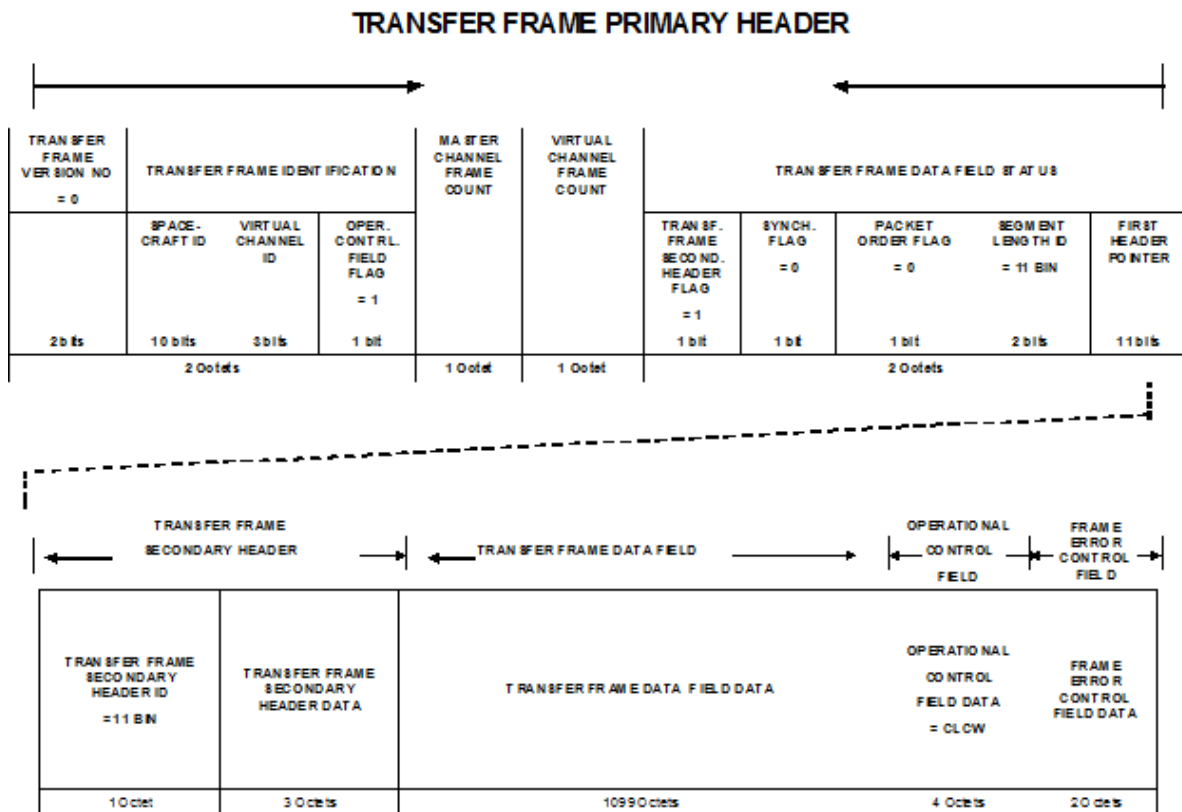 TRANSFER FRAME PRIMARY HEADER
TRANSFER
FRAME
VERSION NO
= 0
TRANSFER FRAME IDENTIFICATION
MASTER
CHANNEL
FRAME
COUNT
VIRTUAL
CHANNEL
FRAME
COUNT
TRANSFER FRAME DATA FIELD STATUS
SPACE-
CRAFT ID
VIRTUAL
CHANNEL
ID
OPER.
CONTRL.
FIELD
FLAG
= 1
TRANSF.
FRAME
SECOND.
HEADER
FLAG
= 1
SYNCH.
FLAG
= 0
PACKET
ORDER FLAG
= 0
SEGMENT
LENGTH ID
= 11 BIN
FIRST
HEADER
POINTER
2 bits
10 bits
3 bits
1 bit
1 bit
1 bit
1 bit
2 bits
11 bits
2 Octets
1 Octet
1 Octet
2 Octets
TRANSFER FRAME
SECONDARY HEADER
TRANSFER FRAME DATA FIELD
OPERATIONAL
CONTROL
FIELD
FRAME
ERROR
CONTROL
FIELD
TRANSFER FRAME
SECONDARY
HEADER ID
=11 BIN
TRANSFER FRAME
SECONDARY
HEADER DATA
TRANSFER FRAME DATA FIELD DATA
OPERATIONAL
CONTROL
FIELD DATA
= CLCW
FRAME
ERROR
CONTROL
FIELD DATA
1 Octet
3 Octets
1099 Octets
4 Octets
2 Octets